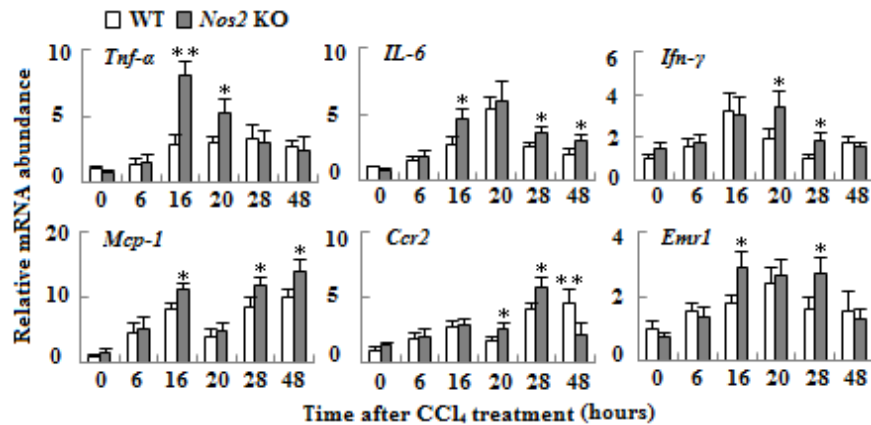 WT Nos2 KO
Relative mRNA abundance
Tnf-α
10
5
0
**
*
0 6 16 20 28 48
IL-6
10
5
0
*
*
*
0 6 16 20 28 48
Ifn-γ
6
4
2
0
*
*
0 6 16 20 28 48
Mcp-1
20
10
0
*
*
*
0 6 16 20 28 48
Ccr2
10
5
0
*
*
**
0 6 16 20 28 48
Emr1
4
2
0
*
*
0 6 16 20 28 48
Time after CCl₄ treatment (hours)